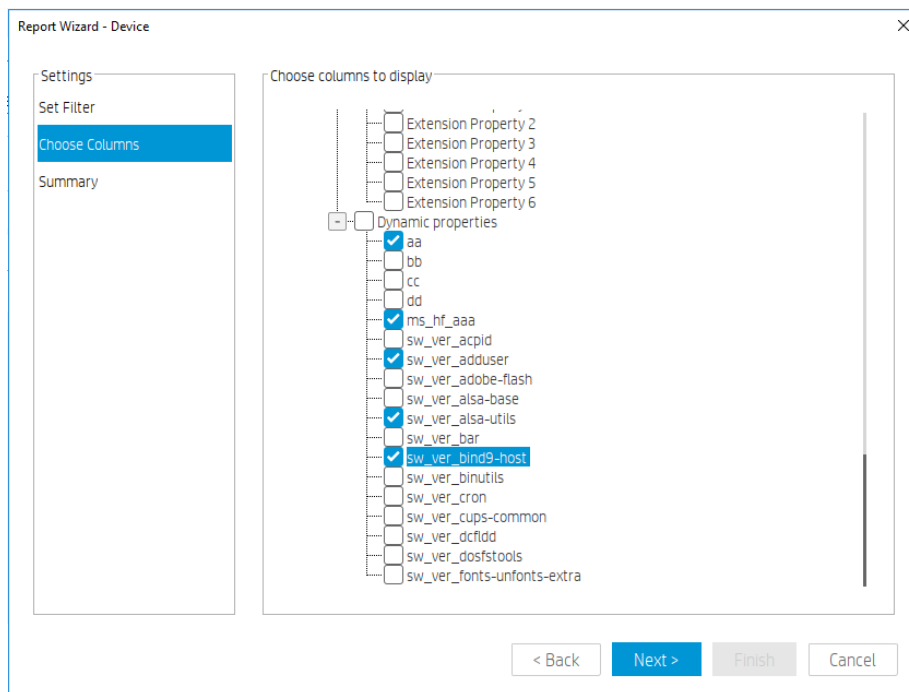 Report Wizard - Device
Settings
Set Filter
Choose Columns
Summary
Choose columns to display
Extension Property 2
Extension Property 3
Extension Property 4
Extension Property 5
Extension Property 6
Dynamic properties
aa
bb
cc
dd
ms_hf_aaa
sw_ver_acpid
sw_ver_adduser
sw_ver_adobe-flash
sw_ver_alsa-base
sw_ver_alsa-utils
sw_ver_bar
sw_ver_bind9-host
sw_ver_binutils
sw_ver_cron
sw_ver_cups-common
sw_ver_dcfldd
sw_ver_dosfstools
sw_ver_fonts-unfonts-extra
< Back
Next >
Finish
Cancel